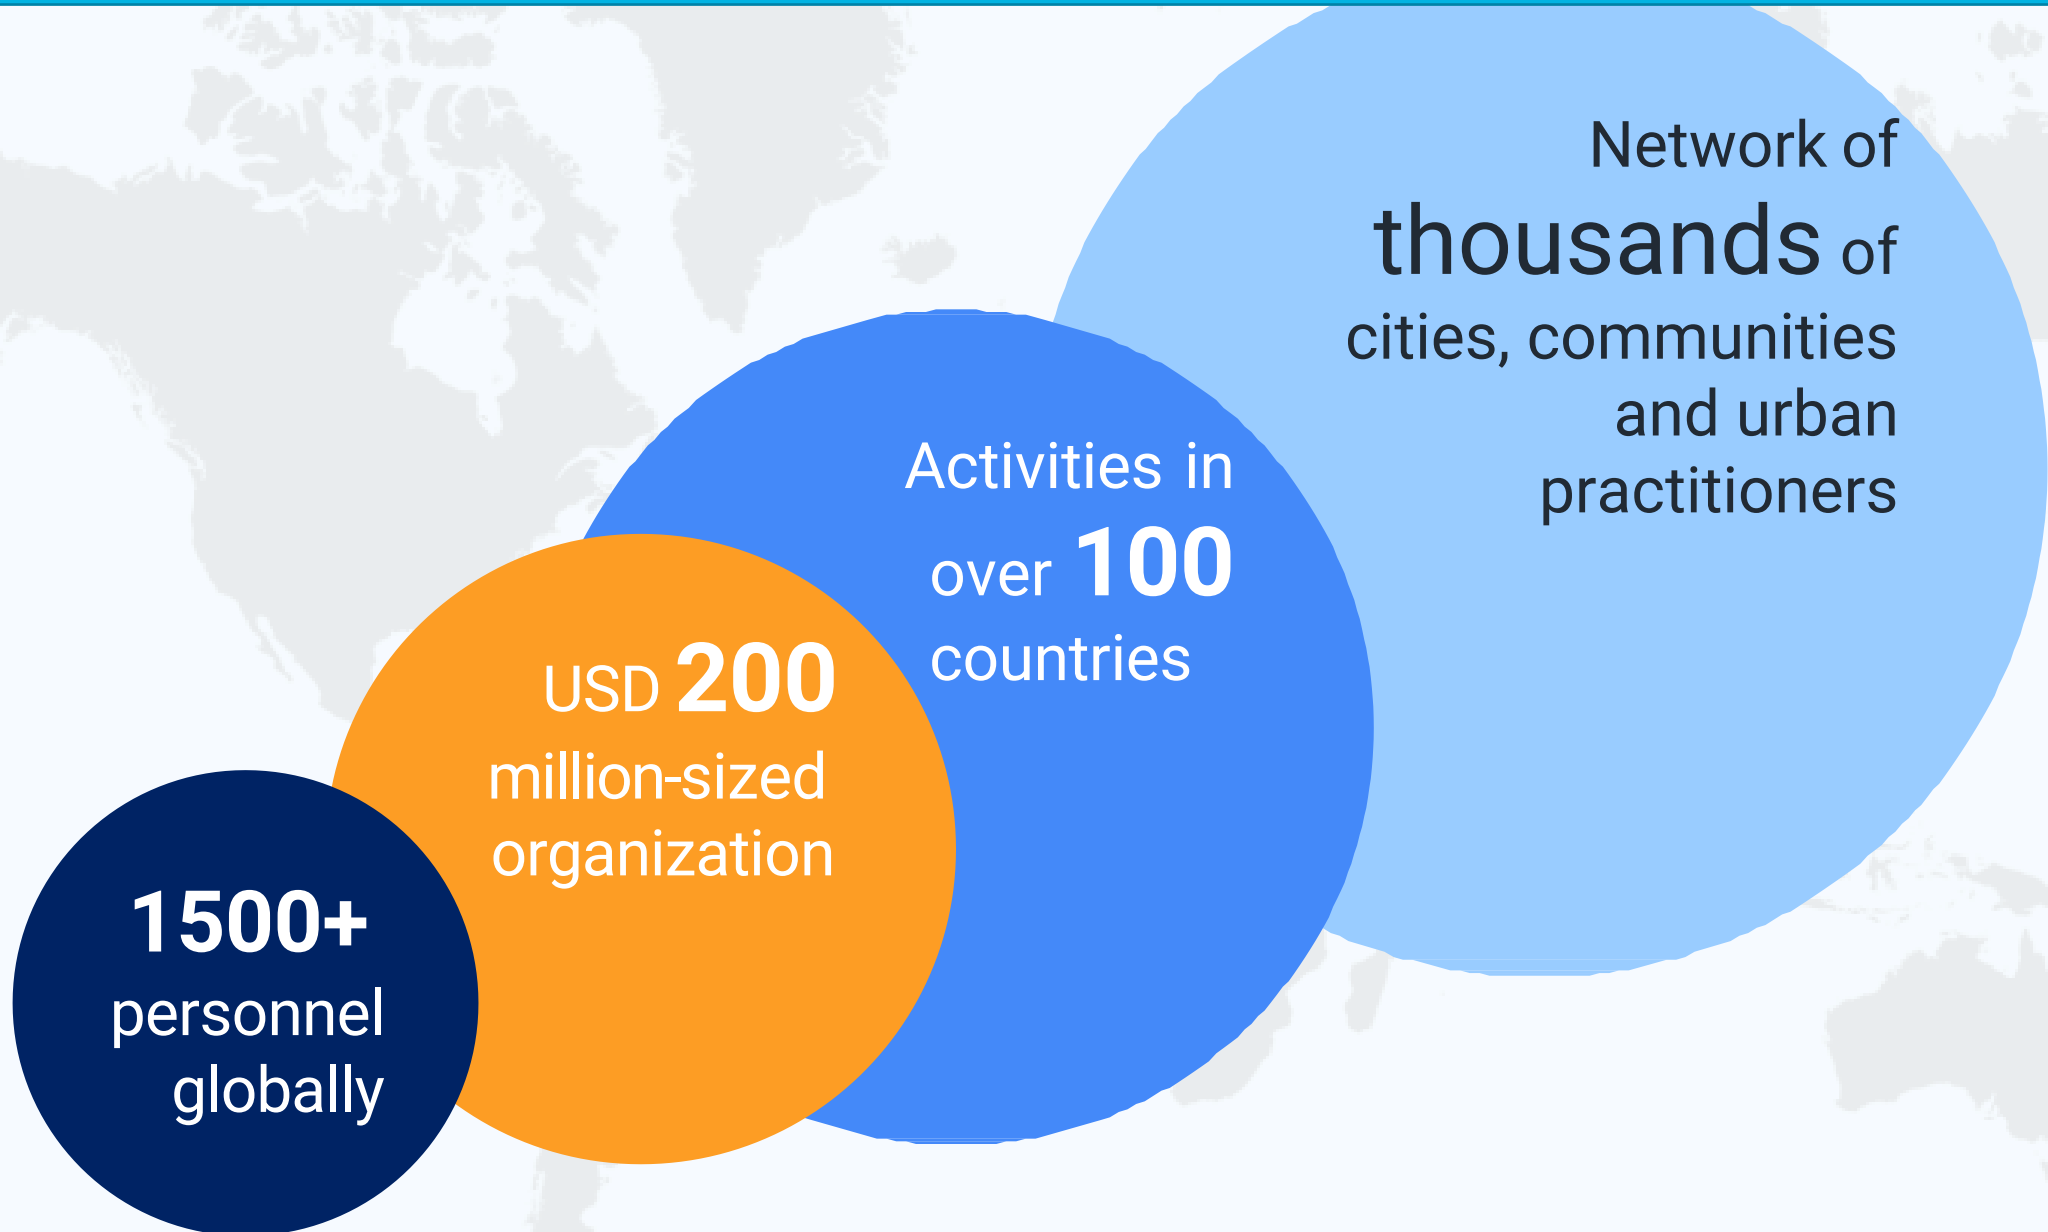 Network of
thousands of
cities, communities
and urban
practitioners
Activities in
over 100
countries
USD 200
million-sized
organization
1500+
personnel
globally